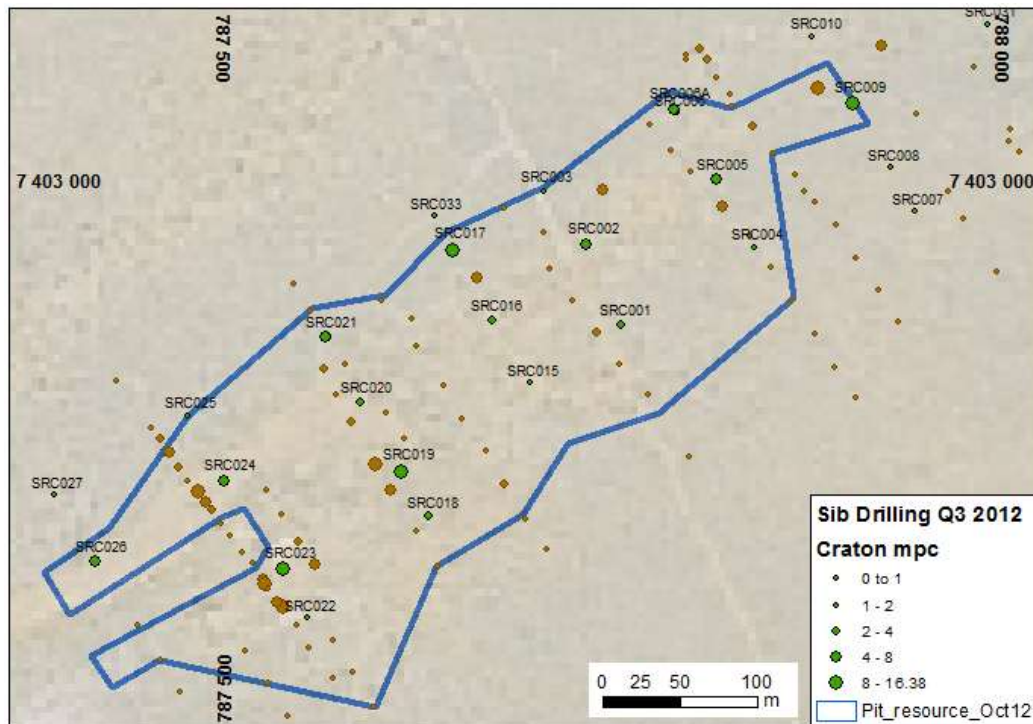 SRC010
SRC031
787 500
788 000
SRC006A
SRC009
SRC005
SRC008
7 403 000
7 403 000
SRC003
SRC007
SRC033
SRC017
SRC002
SRC004
SRC016
SRC001
SRC021
SRC015
SRC020
SRC025
SRC019
SRC024
SRC027
SRC018
SRC026
SRC023
SRC022
787 500
0 25 50 100
m
Sib Drilling Q3 2012
Craton mpc
0 to 1
1 - 2
2 - 4
4 - 8
8 - 16.38
Pit_resource_Oct12